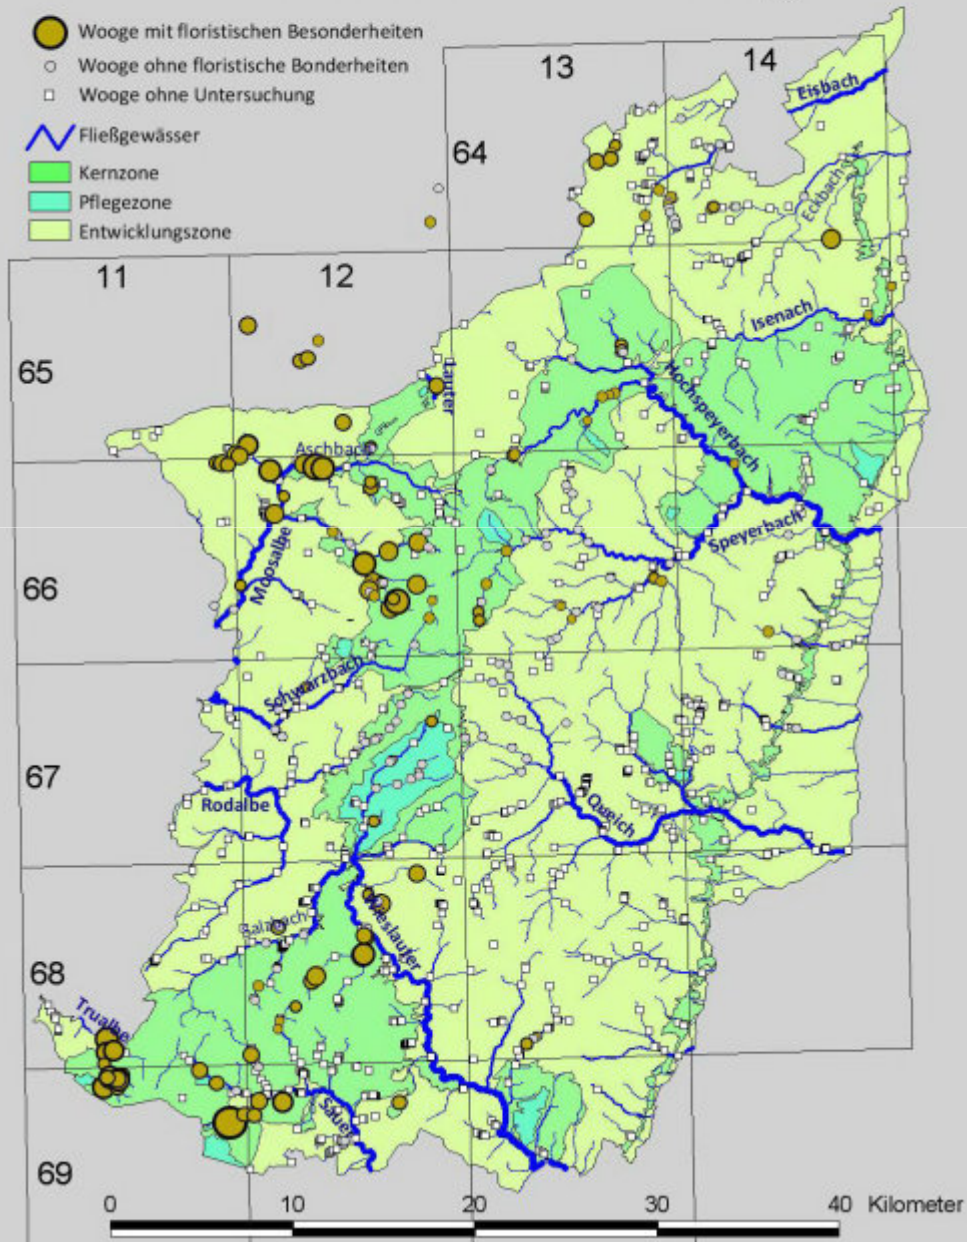 Wooge mit floristischen Besonderheiten
Wooge ohne floristische Bonderheiten
Wooge ohne Untersuchung
Fließgewässer
Kernzone
Pflegezone
Entwicklungszone
13
14
64
Eisbach
Eckbach
11
12
Isenach
65
Lauter
Hochspeyerbach
Aschbach
Speyerbach
Moosalbe
66
Schwarzbach
67
Rodalbe
Queich
Wieslauter
68
Trualbe
Sauer
69
0 10 20 30 40 Kilometer